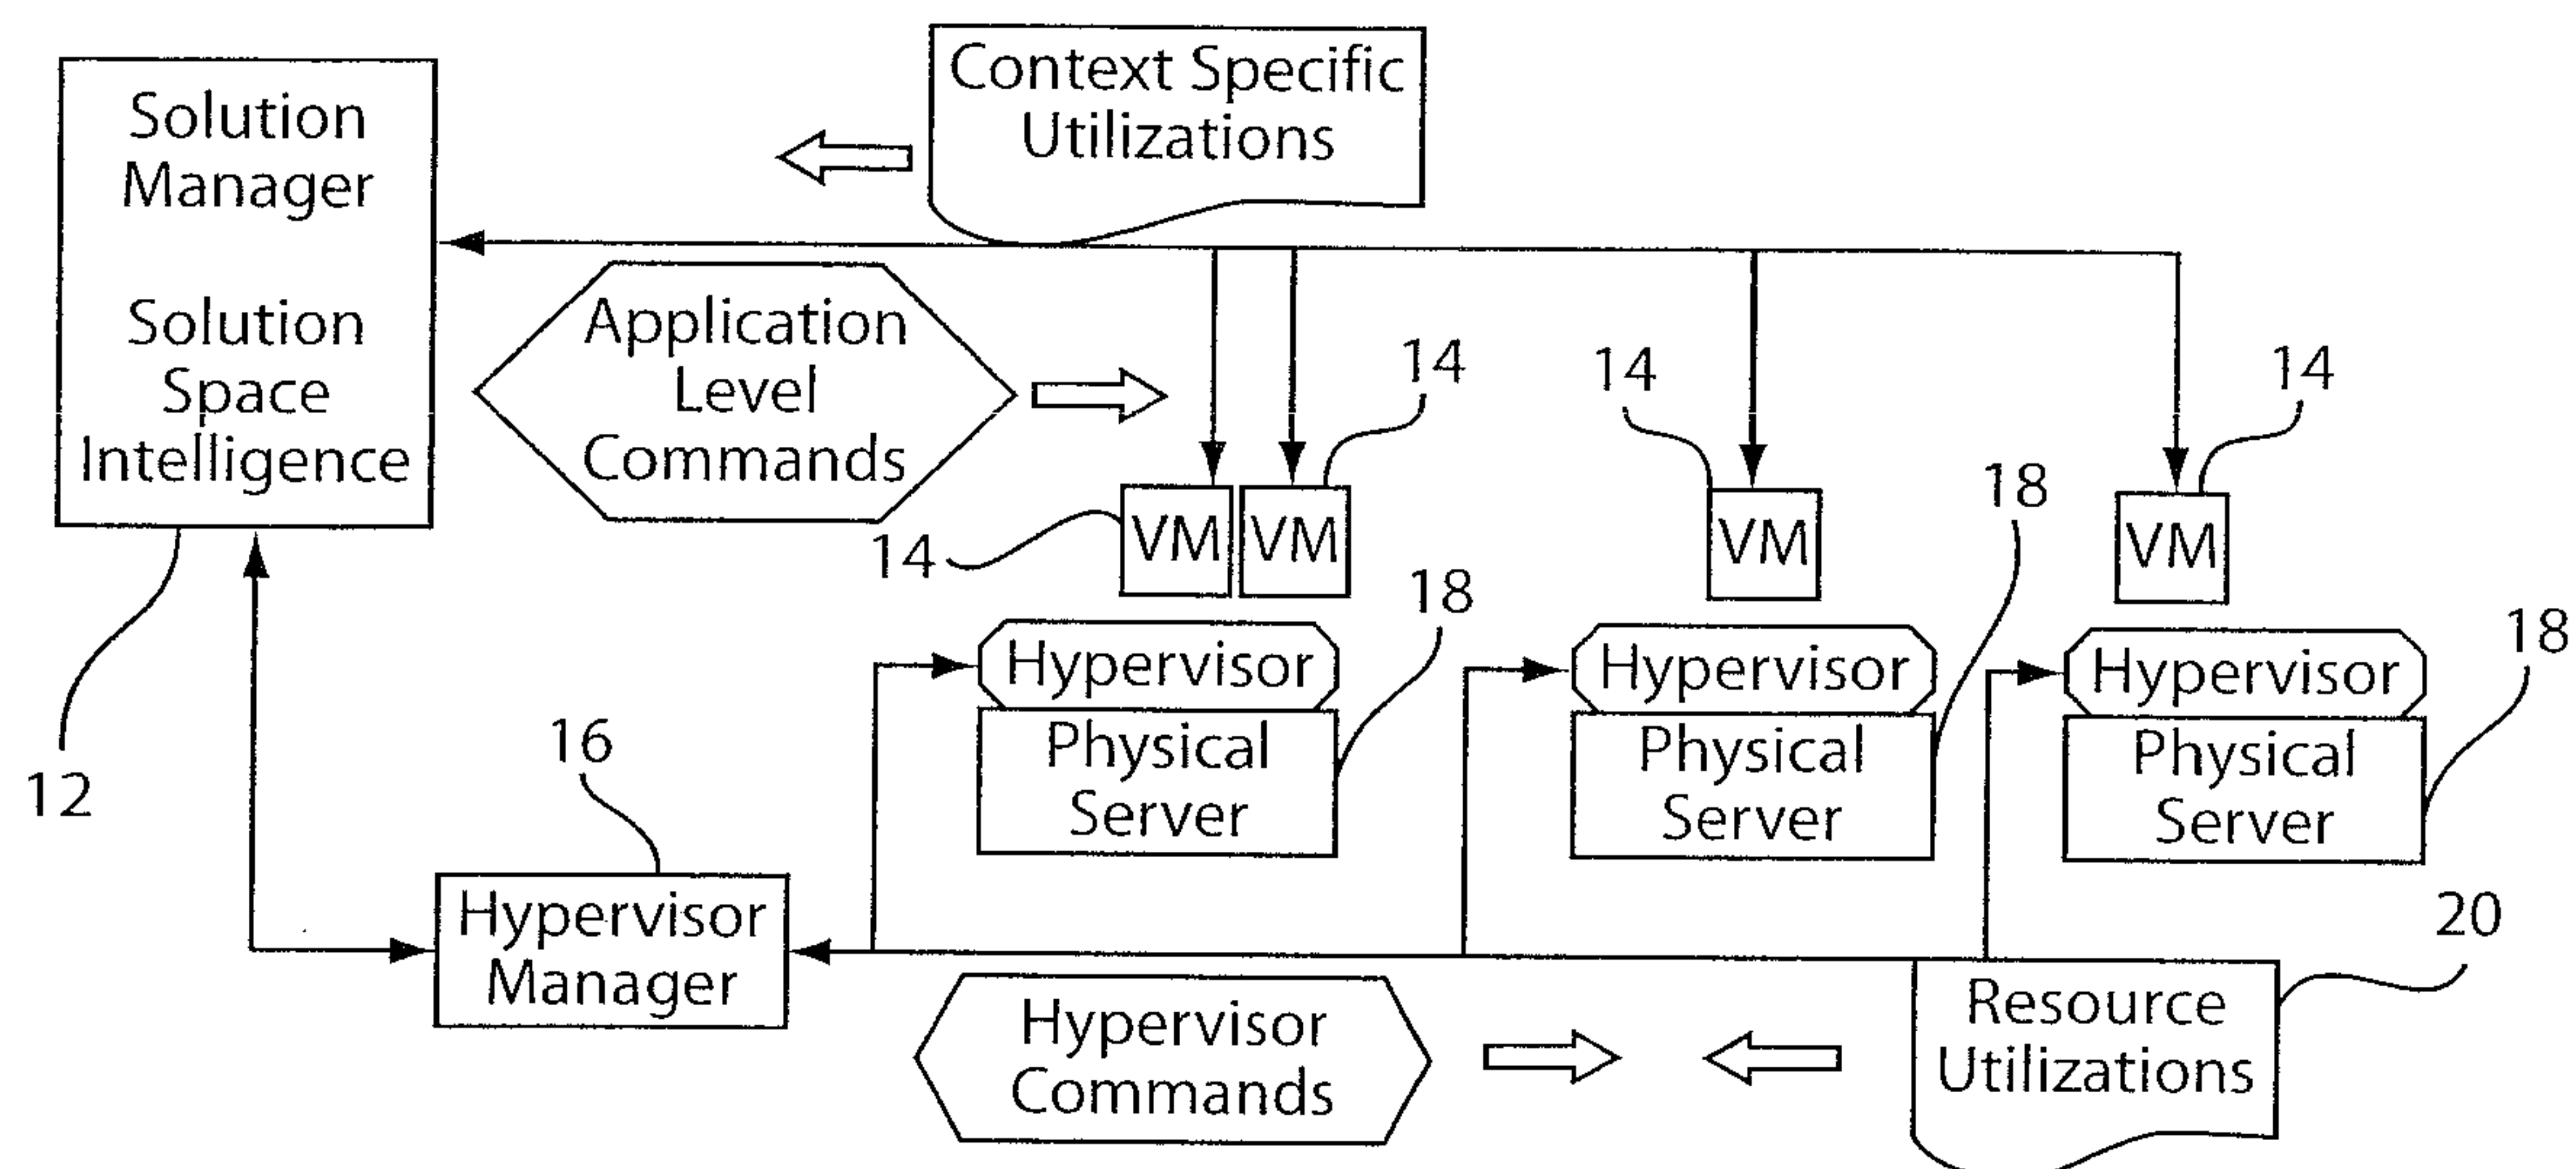 Context Specific
Utilizations
Solution
Manager
Solution
Space
Intelligence
Application
Level
Commands
14
14
14
14
VM
VM
VM
VM
18
18
18
Hypervisor
Hypervisor
Hypervisor
Physical
Server
Physical
Server
Physical
Server
12
16
Hypervisor
Manager
20
Hypervisor
Commands
Resource
Utilizations